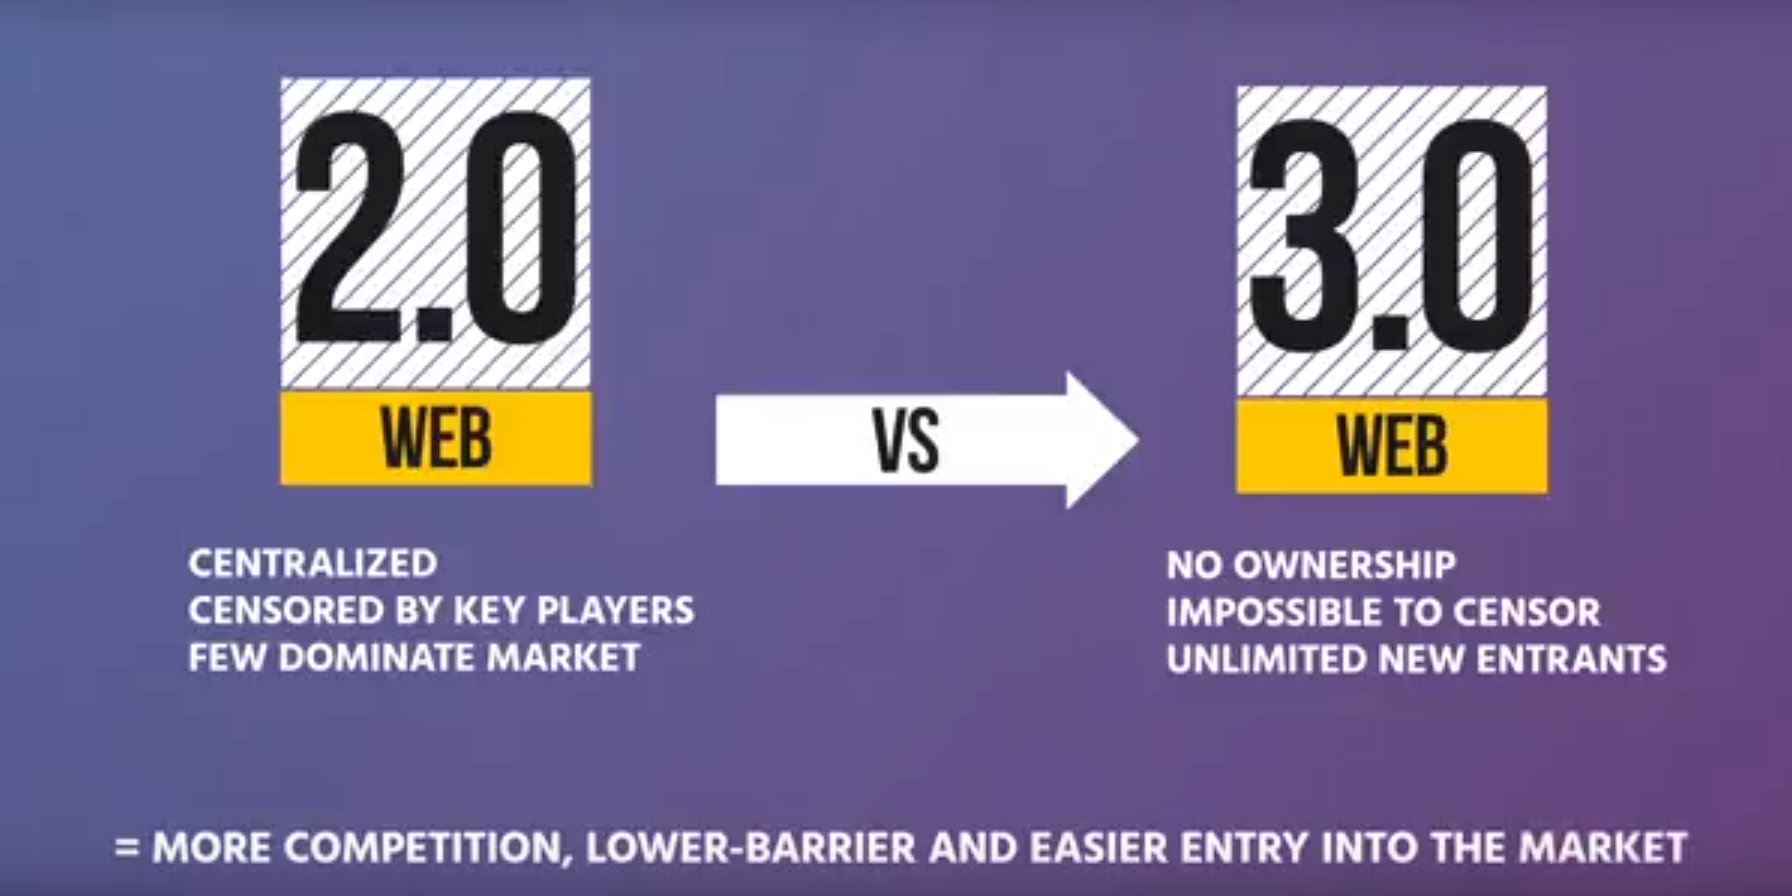 2.0
WEB
CENTRALIZED
CENSORED BY KEY PLAYERS
FEW DOMINATE MARKET
VS
3.0
WEB
NO OWNERSHIP
IMPOSSIBLE TO CENSOR
UNLIMITED NEW ENTRANTS
= MORE COMPETITION, LOWER-BARRIER AND EASIER ENTRY INTO THE MARKET